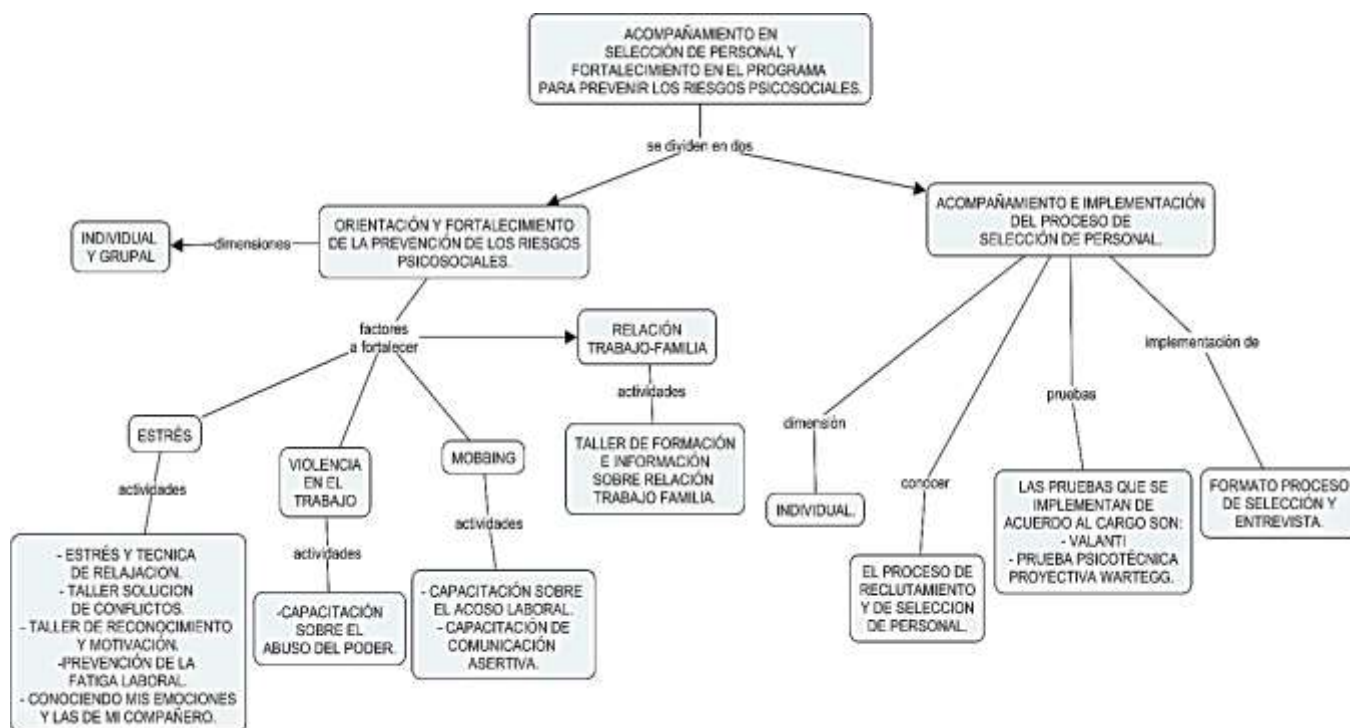 ACOMPAÑAMIENTO EN
SELECCIÓN DE PERSONAL Y
FORTALECIMIENTO EN EL PROGRAMA
PARA PREVENIR LOS RIESGOS PSICOSOCIALES.
se dividen en dos
INDIVIDUAL
Y GRUPAL
dimensiones
ORIENTACIÓN Y FORTALECIMIENTO
DE LA PREVENCIÓN DE LOS RIESGOS
PSICOSOCIALES.
factores
a fortalecer
RELACIÓN
TRABAJO-FAMILIA
actividades
TALLER DE FORMACIÓN
E INFORMACIÓN
SOBRE RELACIÓN
TRABAJO FAMILIA.
ESTRÉS
actividades
- ESTRÉS Y TECNICA
DE RELAJACION.
- TALLER SOLUCION
DE CONFLICTOS.
- TALLER DE RECONOCIMIENTO
Y MOTIVACIÓN.
-PREVENCIÓN DE LA
FATIGA LABORAL.
- CONOCIENDO MIS EMOCIONES
Y LAS DE MI COMPAÑERO.
VIOLENCIA
EN EL
TRABAJO
actividades
-CAPACITACIÓN
SOBRE EL
ABUSO DEL PODER.
MOBBING
actividades
- CAPACITACIÓN SOBRE
EL ACOSO LABORAL.
- CAPACITACIÓN DE
COMUNICACIÓN
ASERTIVA.
ACOMPAÑAMIENTO E IMPLEMENTACIÓN
DEL PROCESO DE
SELECCIÓN DE PERSONAL.
dimensión
INDIVIDUAL.
conocer
EL PROCESO DE
RECLUTAMIENTO
Y DE SELECCION
DE PERSONAL.
pruebas
LAS PRUEBAS QUE SE
IMPLEMENTAN DE
ACUERDO AL CARGO SON:
- VALANTI
- PRUEBA PSICOTÉCNICA
PROYECTIVA WARTEGG.
implementación de
FORMATO PROCESO
DE SELECCIÓN Y
ENTREVISTA.